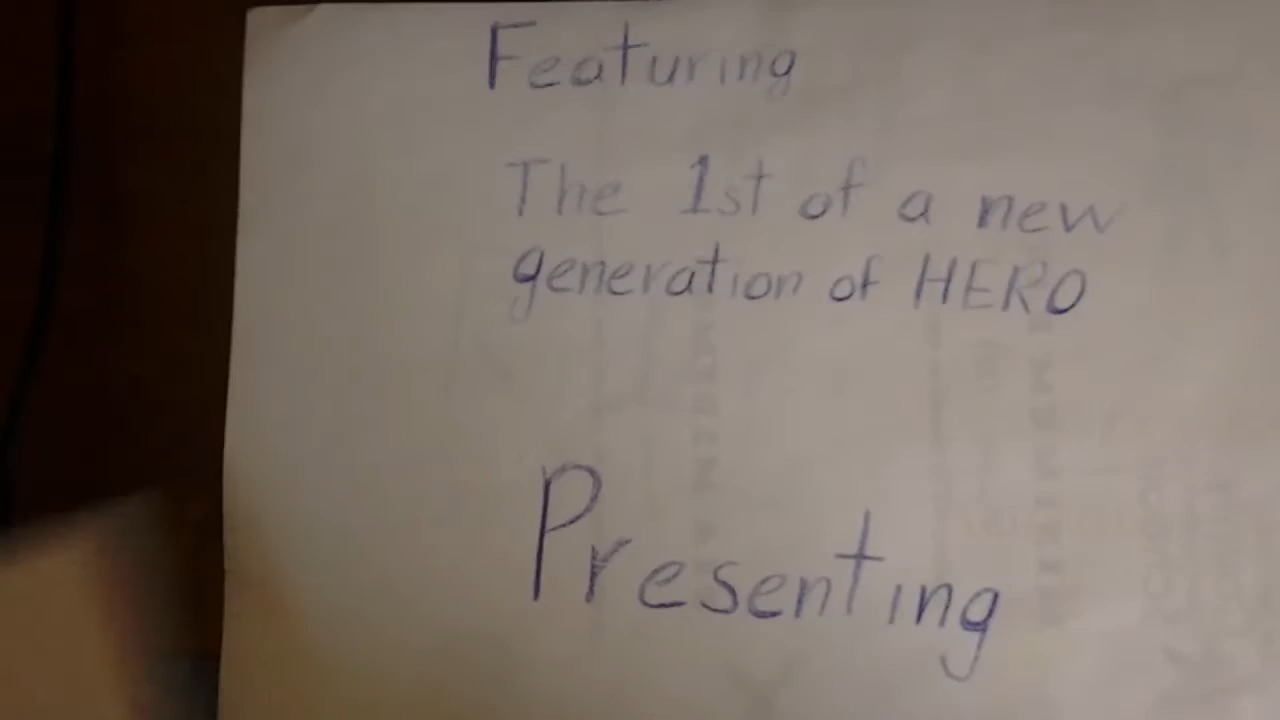 Featuring
The 1st of a new
generation of HERO
Presenting